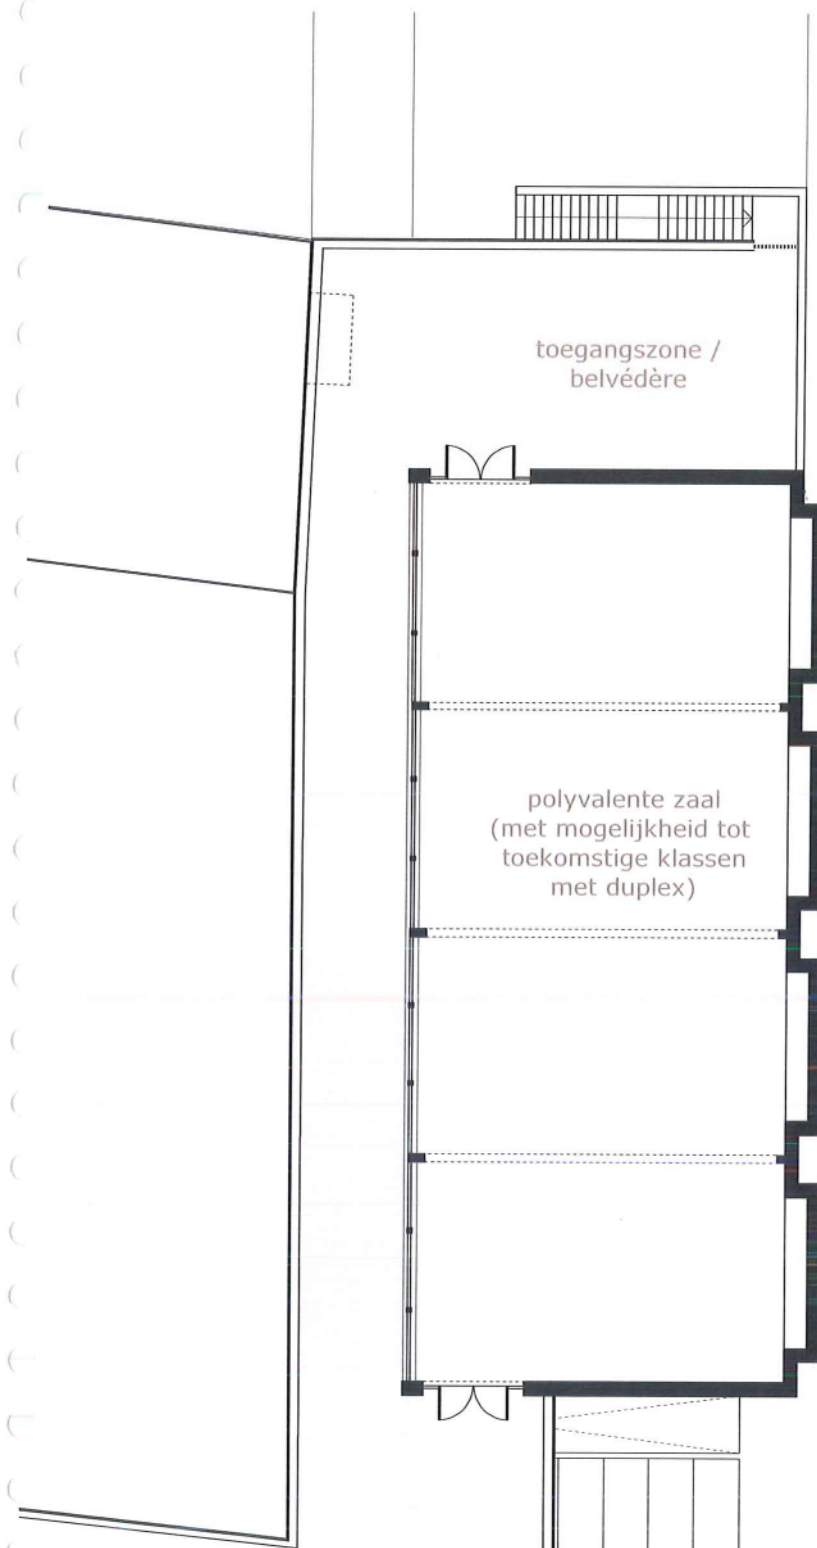 toegangszone /
belvédère
polyvalente zaal
(met mogelijkheid tot
toekomstige klassen
met duplex)